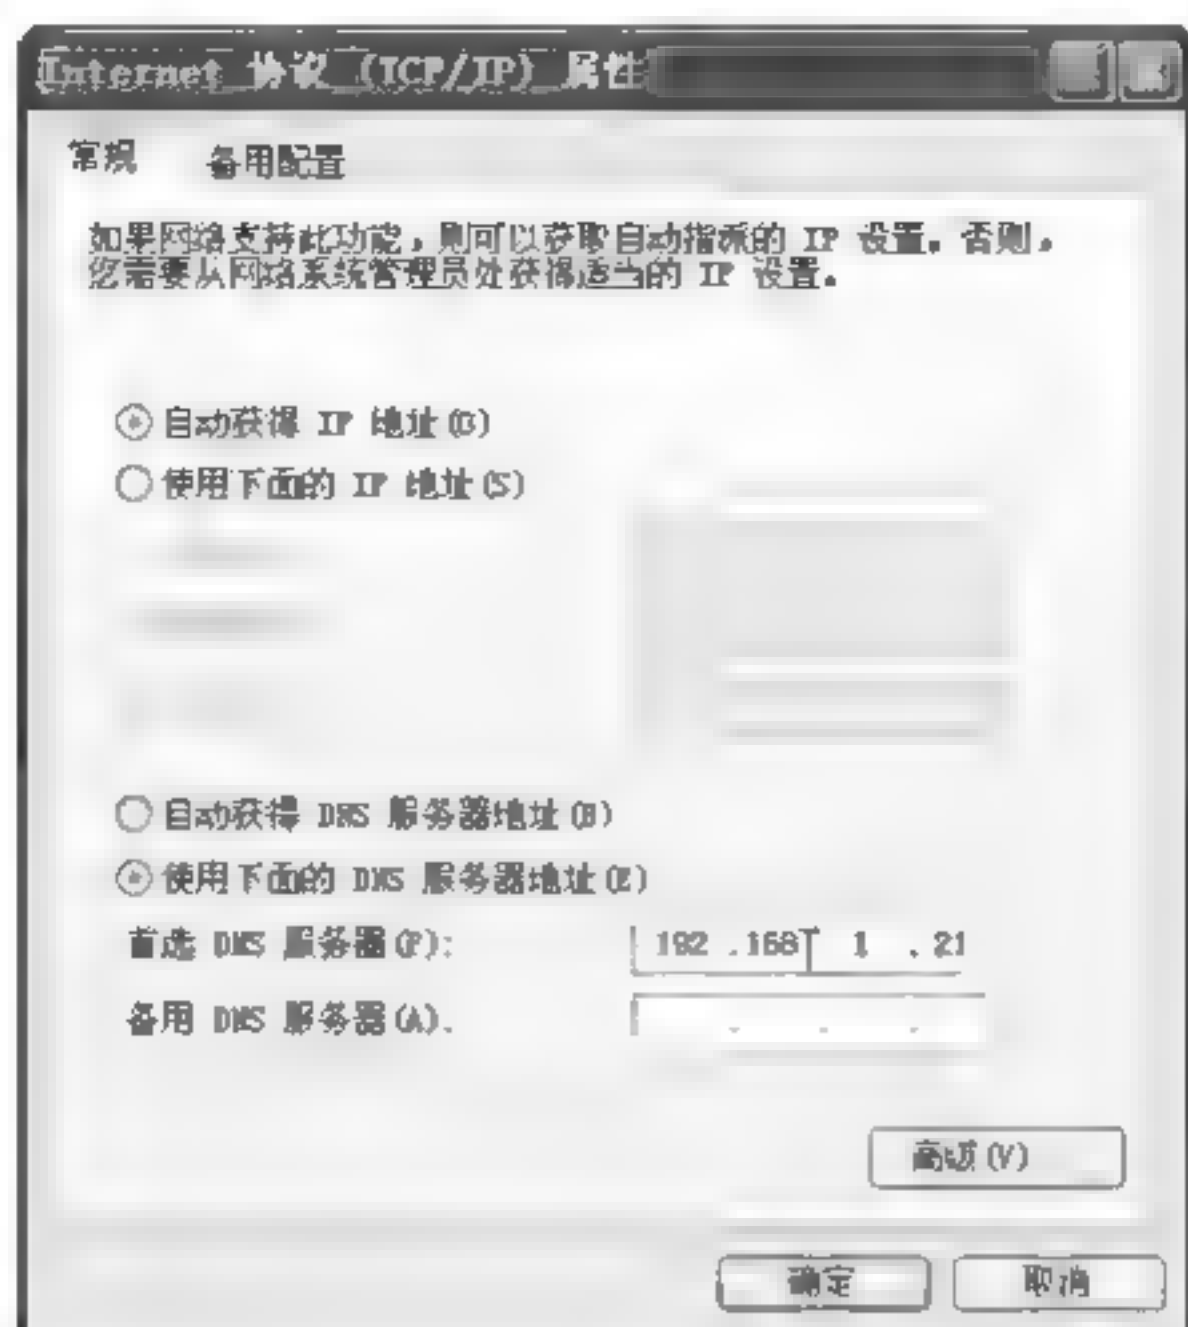 Internet 协议 (TCP/IP) 属性
常规 备用配置
如果网络支持此功能，则可以获取自动指派的 IP 设置。否则，
您需要从网络系统管理员处获得适当的 IP 设置。
自动获得 IP 地址(O)
使用下面的 IP 地址(S)
自动获得 DNS 服务器地址(B)
使用下面的 DNS 服务器地址(E)
首选 DNS 服务器(P): 192 .168 1 . 21
备用 DNS 服务器(A). . . .
高级(V)
确定 取消